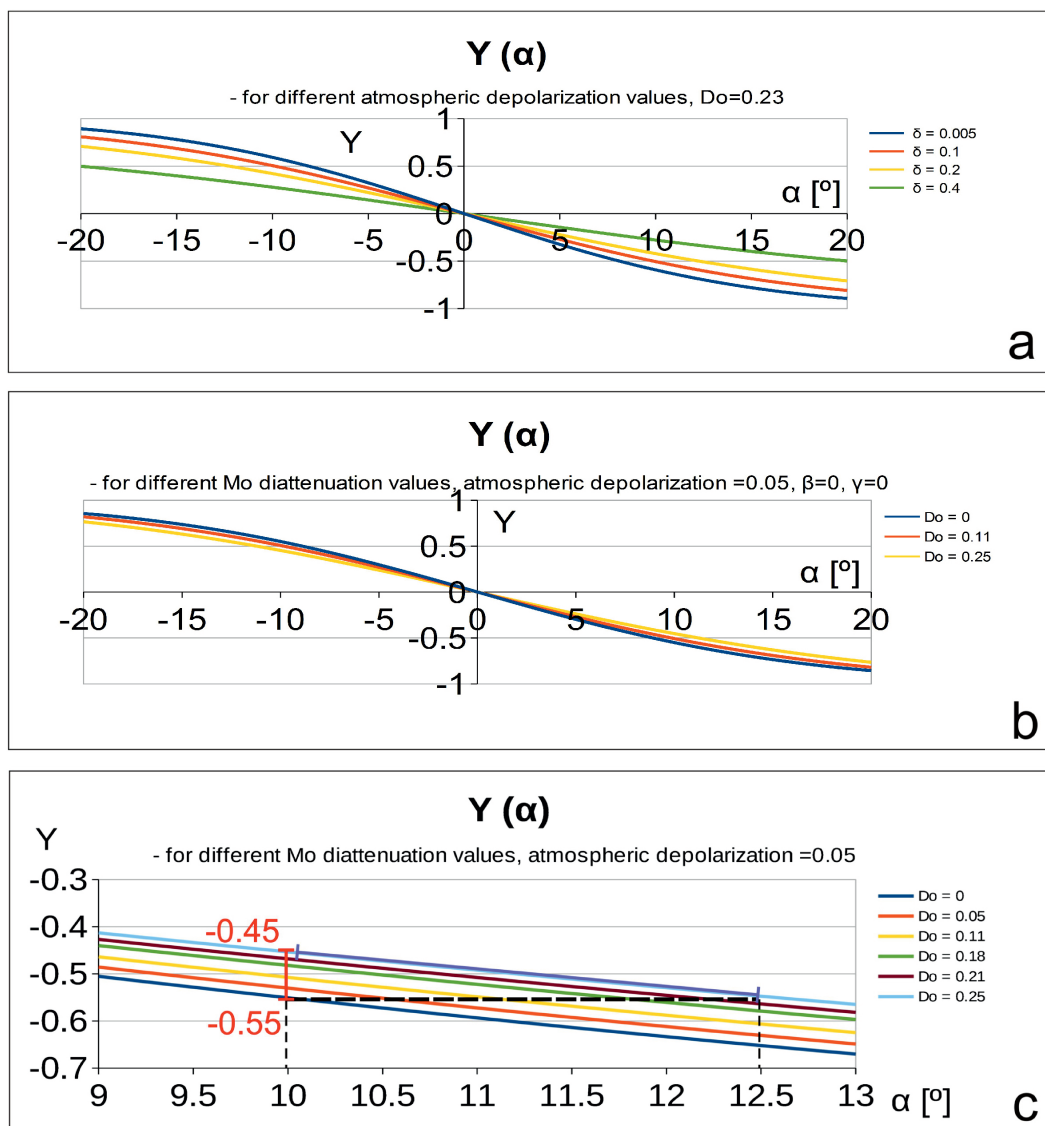 Y (α)
- for different atmospheric depolarization values, Do=0.23
1
Y
0.5
α [º]
0
-20 -15 -10 -5 0 5 10 15 20
-0.5
-1
δ = 0.005
δ = 0.1
δ = 0.2
δ = 0.4
a
Y (α)
- for different Mo diattenuation values, atmospheric depolarization =0.05, β=0, γ=0
1
Y
0.5
α [º]
0
-20 -15 -10 -5 0 5 10 15 20
-0.5
-1
Do = 0
Do = 0.11
Do = 0.25
b
Y (α)
Y
- for different Mo diattenuation values, atmospheric depolarization =0.05
-0.3
-0.4
-0.45
-0.5
-0.55
-0.6
-0.7
9 9.5 10 10.5 11 11.5 12 12.5 13 α [º]
Do = 0
Do = 0.05
Do = 0.11
Do = 0.18
Do = 0.21
Do = 0.25
c